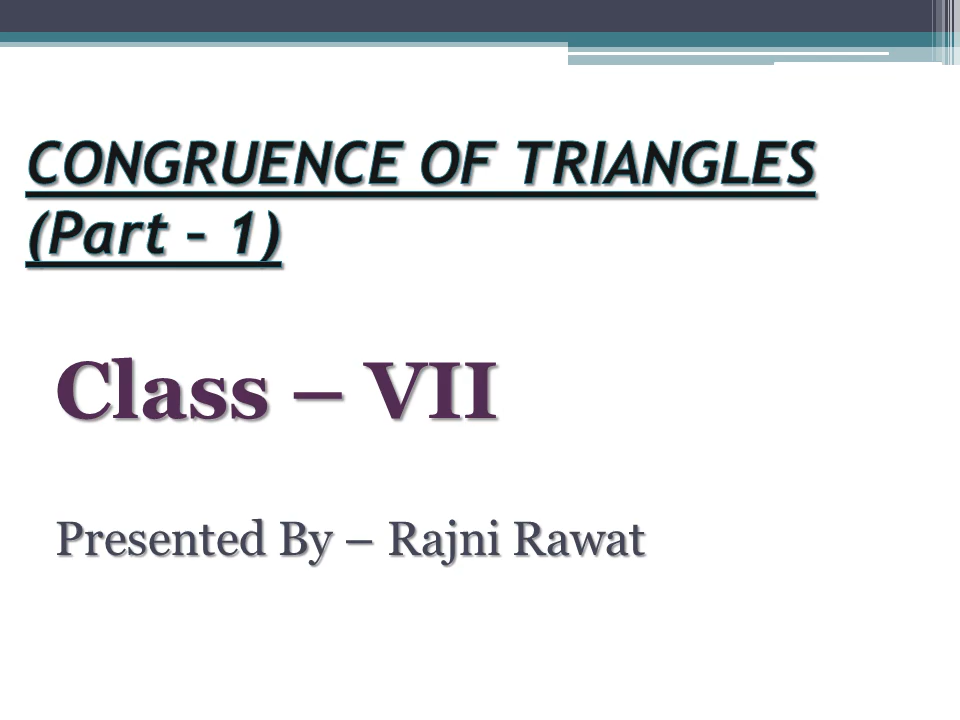 CONGRUENCE OF TRIANGLES
(Part – 1)
Class – VII
Presented By – Rajni Rawat